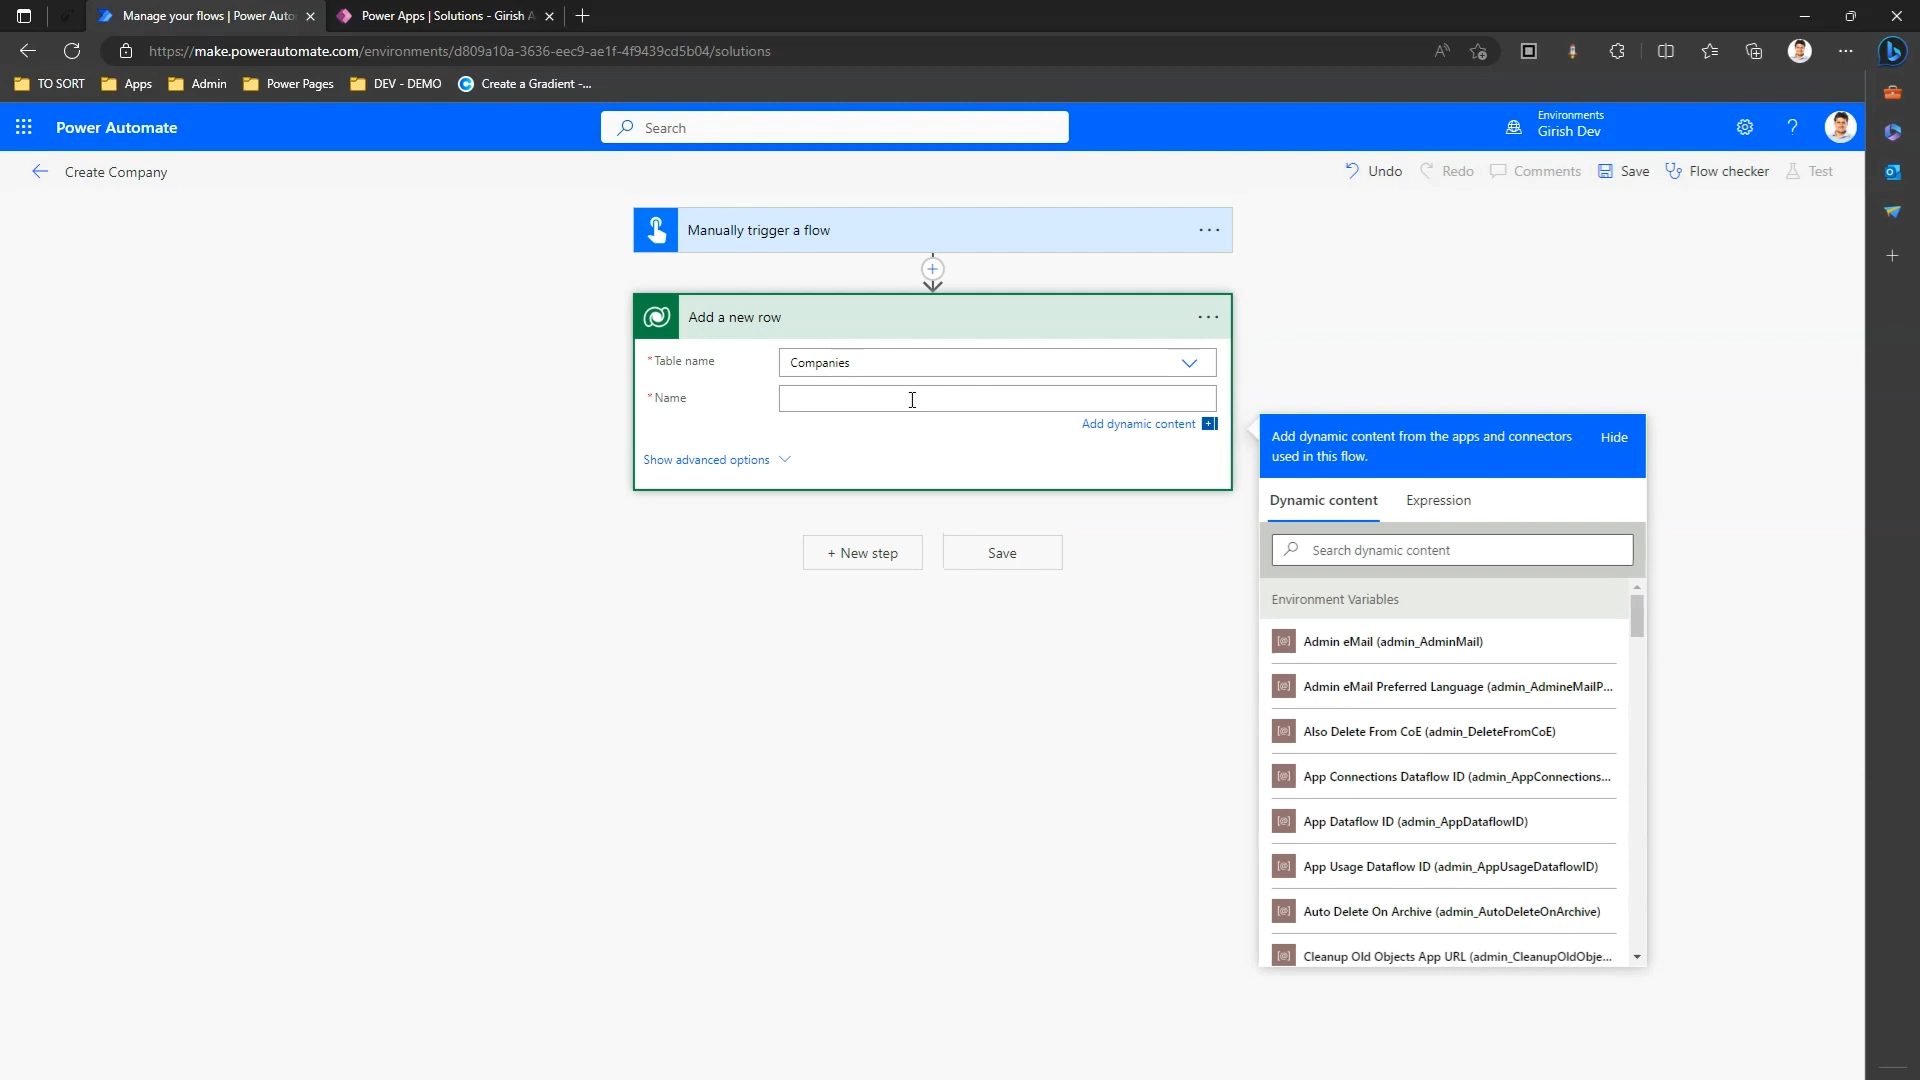 Manage your flows | Power Auto
Power Apps | Solutions - Girish A
https://make.powerautomate.com/environments/d809a10a-3636-eec9-ae1f-4f9439cd5b04/solutions
TO SORT
Apps
Admin
Power Pages
DEV - DEMO
Create a Gradient -...
Power Automate
Search
Environments
Girish Dev
Create Company
Undo
Redo
Comments
Save
Flow checker
Test
Manually trigger a flow
Add a new row
* Table name
Companies
* Name
Add dynamic content
Show advanced options
Add dynamic content from the apps and connectors
used in this flow.
Hide
Dynamic content
Expression
+ New step
Save
Search dynamic content
Environment Variables
Admin eMail (admin_AdminMail)
Admin eMail Preferred Language (admin_AdmineMailP...
Also Delete From CoE (admin_DeleteFromCoE)
App Connections Dataflow ID (admin_AppConnections...
App Dataflow ID (admin_AppDataflowID)
App Usage Dataflow ID (admin_AppUsageDataflowID)
Auto Delete On Archive (admin_AutoDeleteOnArchive)
Cleanup Old Objects App URL (admin_CleanupOldObje...